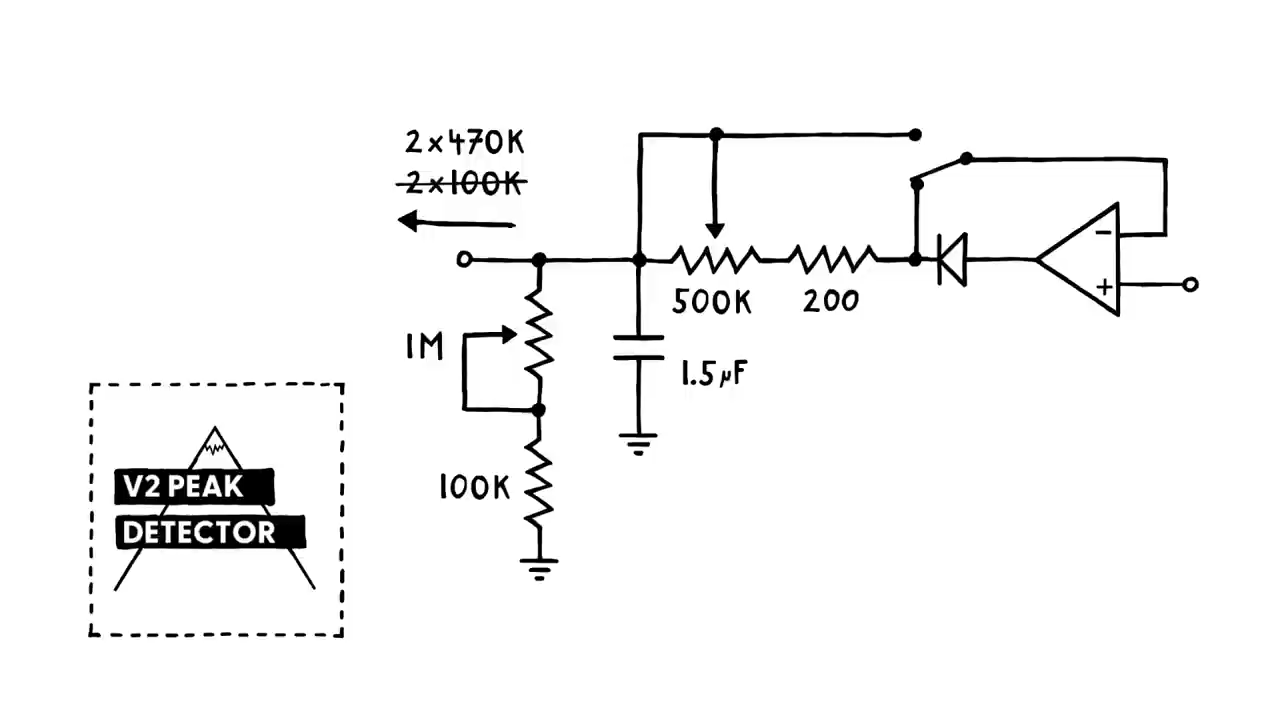 2×470K
2×100K
500K
200
−
+
1M
1.5µF
100K
V2 PEAK
DETECTOR